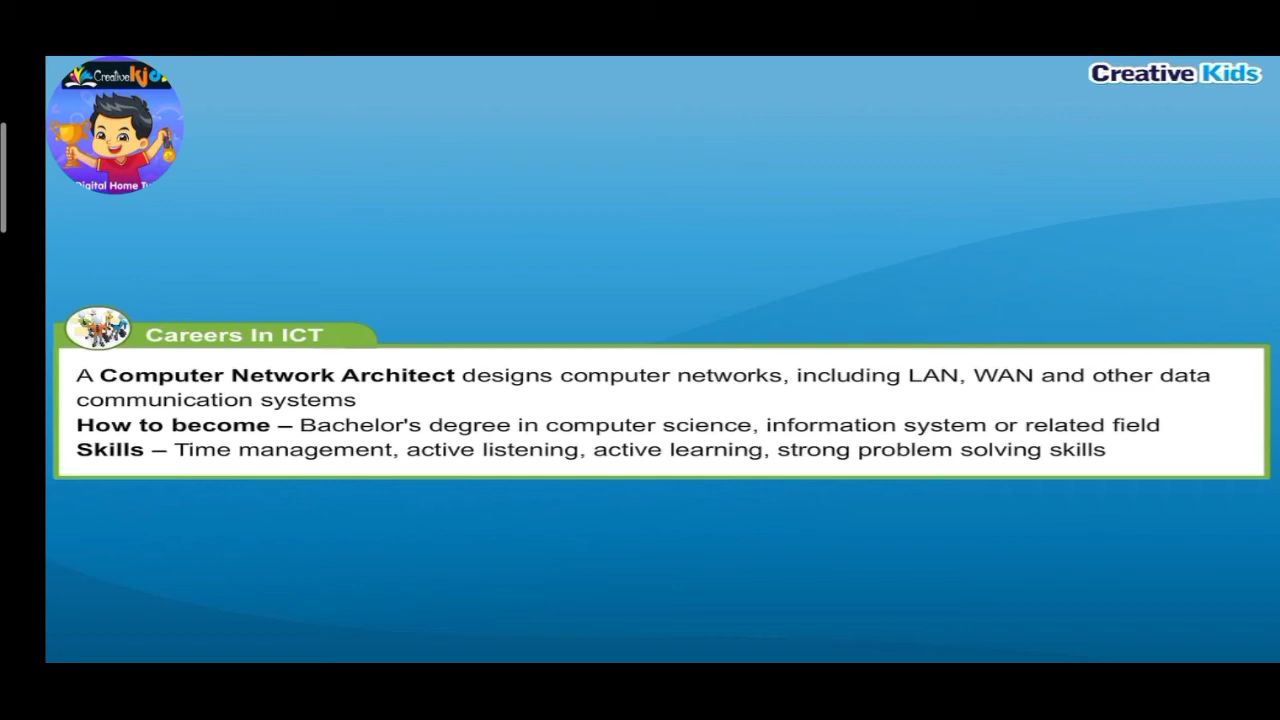 Creative Kids
Creative
Digital Home
Careers In ICT
A Computer Network Architect designs computer networks, including LAN, WAN and other data
communication systems
How to become – Bachelor's degree in computer science, information system or related field
Skills – Time management, active listening, active learning, strong problem solving skills